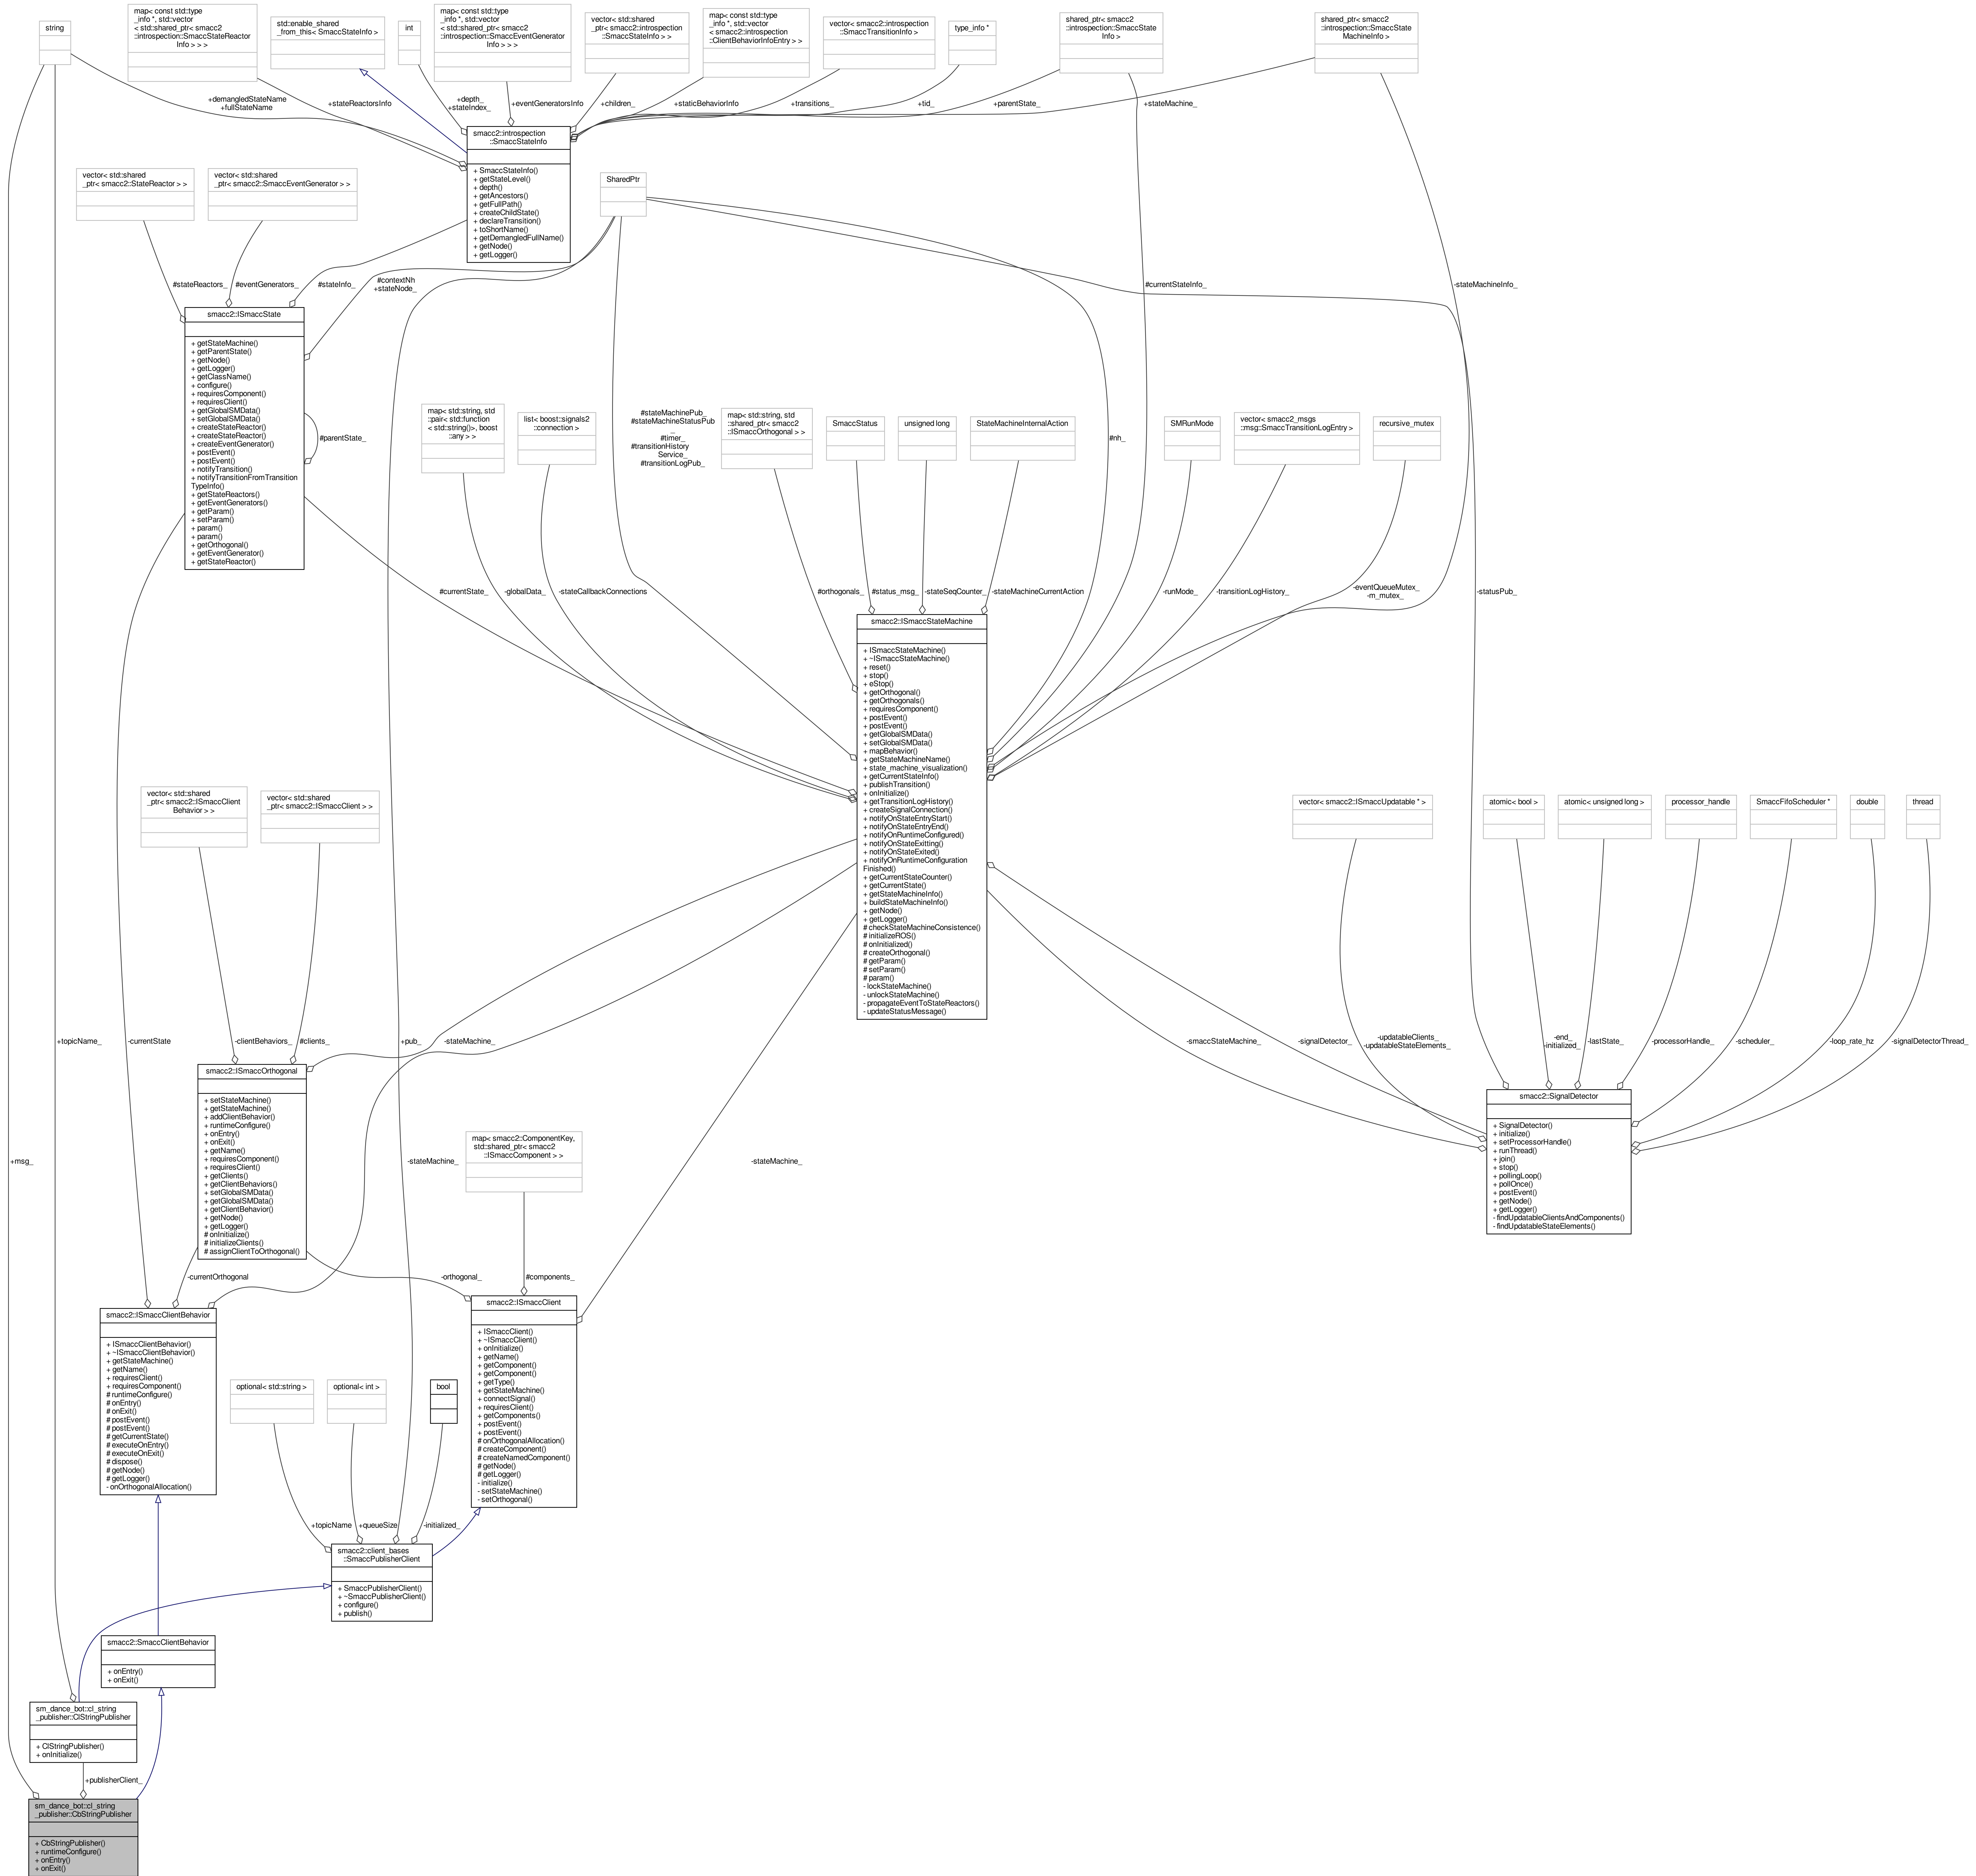 string
map< const std::type
_info *, std::vector
< std::shared_ptr< smacc2
::introspection::SmaccStateReactor
Info > > >
std::enable_shared
_from_this< SmaccStateInfo >
int
map< const std::type
_info *, std::vector
< std::shared_ptr< smacc2
::introspection::SmaccEventGenerator
Info > > >
vector< std::shared
_ptr< smacc2::introspection
::SmaccStateInfo > >
map< const std::type
_info *, std::vector
< smacc2::introspection
::ClientBehaviorInfoEntry > >
vector< smacc2::introspection
::SmaccTransitionInfo >
type_info *
shared_ptr< smacc2
::introspection::SmaccState
Info >
shared_ptr< smacc2
::introspection::SmaccState
MachineInfo >
+demangledStateName
+fullStateName
+stateReactorsInfo
+depth_
+stateIndex_
+eventGeneratorsInfo
+children_
+staticBehaviorInfo
+transitions_
+tid_
+parentState_
+stateMachine_
smacc2::introspection
::SmaccStateInfo
+ SmaccStateInfo()
+ getStateLevel()
+ depth()
+ getAncestors()
+ getFullPath()
+ createChildState()
+ declareTransition()
+ toShortName()
+ getDemangledFullName()
+ getNode()
+ getLogger()
vector< std::shared
_ptr< smacc2::StateReactor > >
vector< std::shared
_ptr< smacc2::SmaccEventGenerator > >
SharedPtr
#stateReactors_
#eventGenerators_
#stateInfo_
#contextNh
+stateNode_
#currentStateInfo_
-stateMachineInfo_
smacc2::ISmaccState
+ getStateMachine()
+ getParentState()
+ getNode()
+ getLogger()
+ getClassName()
+ configure()
+ requiresComponent()
+ requiresClient()
+ getGlobalSMData()
+ setGlobalSMData()
+ createStateReactor()
+ createStateReactor()
+ createEventGenerator()
+ postEvent()
+ postEvent()
+ notifyTransition()
+ notifyTransitionFromTransition
TypeInfo()
+ getStateReactors()
+ getEventGenerators()
+ getParam()
+ setParam()
+ param()
+ param()
+ getOrthogonal()
+ getEventGenerator()
+ getStateReactor()
#parentState_
map< std::string, std
::pair< std::function
< std::string()>, boost
::any > >
list< boost::signals2
::connection >
#stateMachinePub_
#stateMachineStatusPub
_
#timer_
#transitionHistory
Service_
#transitionLogPub_
map< std::string, std
::shared_ptr< smacc2
::ISmaccOrthogonal > >
SmaccStatus
unsigned long
StateMachineInternalAction
#nh_
SMRunMode
vector< smacc2_msgs
::msg::SmaccTransitionLogEntry >
recursive_mutex
#currentState_
-globalData_
-stateCallbackConnections
#orthogonals_
#status_msg_
-stateSeqCounter_
-stateMachineCurrentAction
-runMode_
-transitionLogHistory_
-eventQueueMutex_
-m_mutex_
-statusPub_
smacc2::ISmaccStateMachine
+ ISmaccStateMachine()
+ ~ISmaccStateMachine()
+ reset()
+ stop()
+ eStop()
+ getOrthogonal()
+ getOrthogonals()
+ requiresComponent()
+ postEvent()
+ postEvent()
+ getGlobalSMData()
+ setGlobalSMData()
+ mapBehavior()
+ getStateMachineName()
+ state_machine_visualization()
+ getCurrentStateInfo()
+ publishTransition()
+ onInitialize()
+ getTransitionLogHistory()
+ createSignalConnection()
+ notifyOnStateEntryStart()
+ notifyOnStateEntryEnd()
+ notifyOnRuntimeConfigured()
+ notifyOnStateExitting()
+ notifyOnStateExited()
+ notifyOnRuntimeConfiguration
Finished()
+ getCurrentStateCounter()
+ getCurrentState()
+ getStateMachineInfo()
+ buildStateMachineInfo()
+ getNode()
+ getLogger()
# checkStateMachineConsistence()
# initializeROS()
# onInitialized()
# createOrthogonal()
# getParam()
# setParam()
# param()
- lockStateMachine()
- unlockStateMachine()
- propagateEventToStateReactors()
- updateStatusMessage()
vector< std::shared
_ptr< smacc2::ISmaccClient
Behavior > >
vector< std::shared
_ptr< smacc2::ISmaccClient > >
vector< smacc2::ISmaccUpdatable * >
atomic< bool >
atomic< unsigned long >
processor_handle
SmaccFifoScheduler *
double
thread
+topicName_
-currentState
-clientBehaviors_
#clients_
+pub_
-stateMachine_
-smaccStateMachine_
-signalDetector_
-updatableClients_
-updatableStateElements_
-end_
-initialized_
-lastState_
-processorHandle_
-scheduler_
-loop_rate_hz
-signalDetectorThread_
smacc2::ISmaccOrthogonal
+ setStateMachine()
+ getStateMachine()
+ addClientBehavior()
+ runtimeConfigure()
+ onEntry()
+ onExit()
+ getName()
+ requiresComponent()
+ requiresClient()
+ getClients()
+ getClientBehaviors()
+ setGlobalSMData()
+ getGlobalSMData()
+ getClientBehavior()
+ getNode()
+ getLogger()
# onInitialize()
# initializeClients()
# assignClientToOrthogonal()
smacc2::SignalDetector
+ SignalDetector()
+ initialize()
+ setProcessorHandle()
+ runThread()
+ join()
+ stop()
+ pollingLoop()
+ pollOnce()
+ postEvent()
+ getNode()
+ getLogger()
- findUpdatableClientsAndComponents()
- findUpdatableStateElements()
+msg_
-stateMachine_
map< smacc2::ComponentKey,
std::shared_ptr< smacc2
::ISmaccComponent > >
-stateMachine_
-currentOrthogonal
-orthogonal_
#components_
smacc2::ISmaccClientBehavior
+ ISmaccClientBehavior()
+ ~ISmaccClientBehavior()
+ getStateMachine()
+ getName()
+ requiresClient()
+ requiresComponent()
# runtimeConfigure()
# onEntry()
# onExit()
# postEvent()
# postEvent()
# getCurrentState()
# executeOnEntry()
# executeOnExit()
# dispose()
# getNode()
# getLogger()
- onOrthogonalAllocation()
smacc2::ISmaccClient
+ ISmaccClient()
+ ~ISmaccClient()
+ onInitialize()
+ getName()
+ getComponent()
+ getComponent()
+ getType()
+ getStateMachine()
+ connectSignal()
+ requiresClient()
+ getComponents()
+ postEvent()
+ postEvent()
# onOrthogonalAllocation()
# createComponent()
# createNamedComponent()
# getNode()
# getLogger()
- initialize()
- setStateMachine()
- setOrthogonal()
optional< std::string >
optional< int >
bool
+topicName
+queueSize
-initialized_
smacc2::client_bases
::SmaccPublisherClient
+ SmaccPublisherClient()
+ ~SmaccPublisherClient()
+ configure()
+ publish()
smacc2::SmaccClientBehavior
+ onEntry()
+ onExit()
sm_dance_bot::cl_string
_publisher::ClStringPublisher
+ ClStringPublisher()
+ onInitialize()
+publisherClient_
sm_dance_bot::cl_string
_publisher::CbStringPublisher
+ CbStringPublisher()
+ runtimeConfigure()
+ onEntry()
+ onExit()